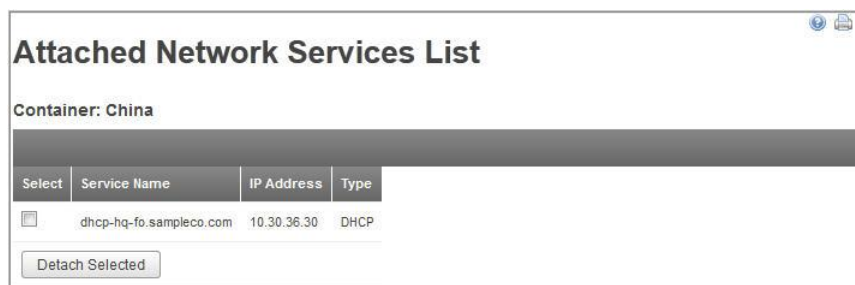 Attached Network Services List
Container: China
Select Service Name IP Address Type
dhcp-hq-fo.sampleco.com 10.30.36.30 DHCP
Detach Selected